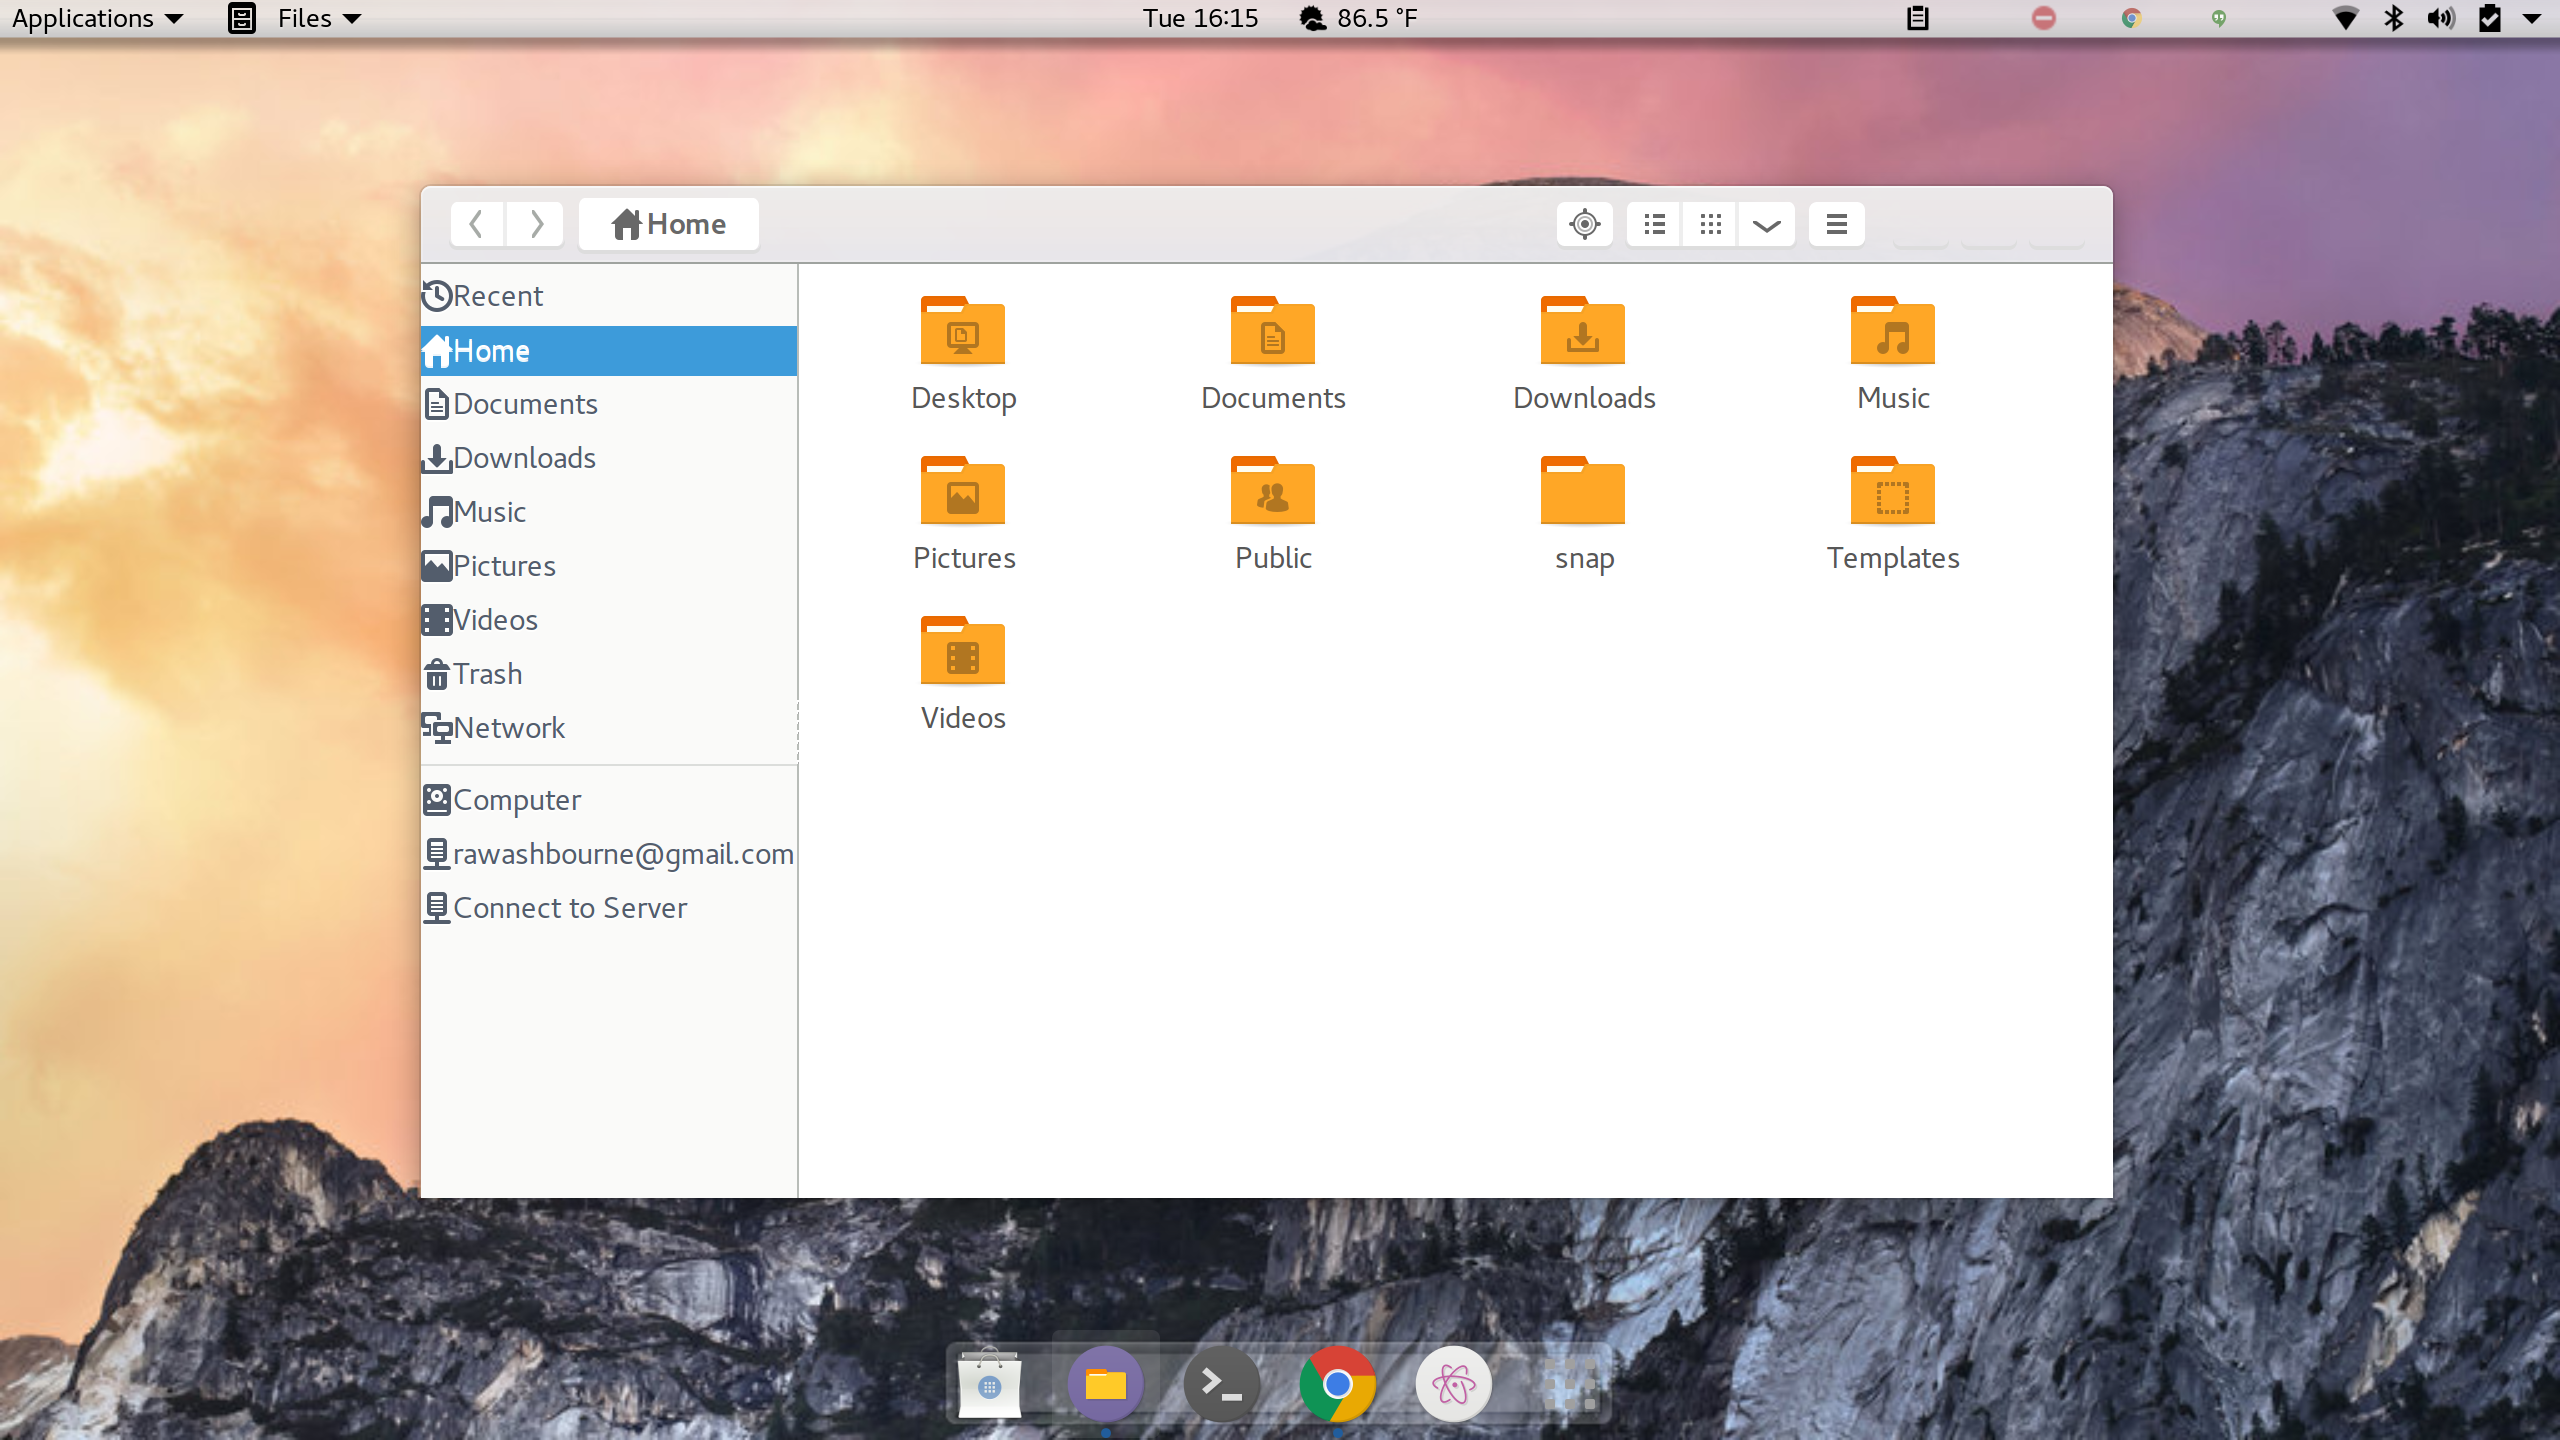 Applications Files Tue 16:15 86.5 °F
Home
Recent
Home
Documents
Downloads
Music
Pictures
Videos
Trash
Network
Computer
rawashbourne@gmail.com
Connect to Server
Desktop Documents Downloads Music
Pictures Public snap Templates
Videos